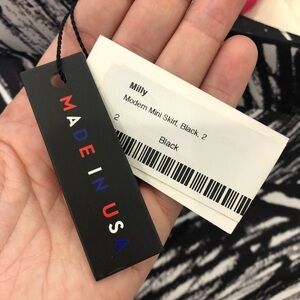 MADE IN USA
Milly
Modern Mini Skirt, Black, 2
2
Black